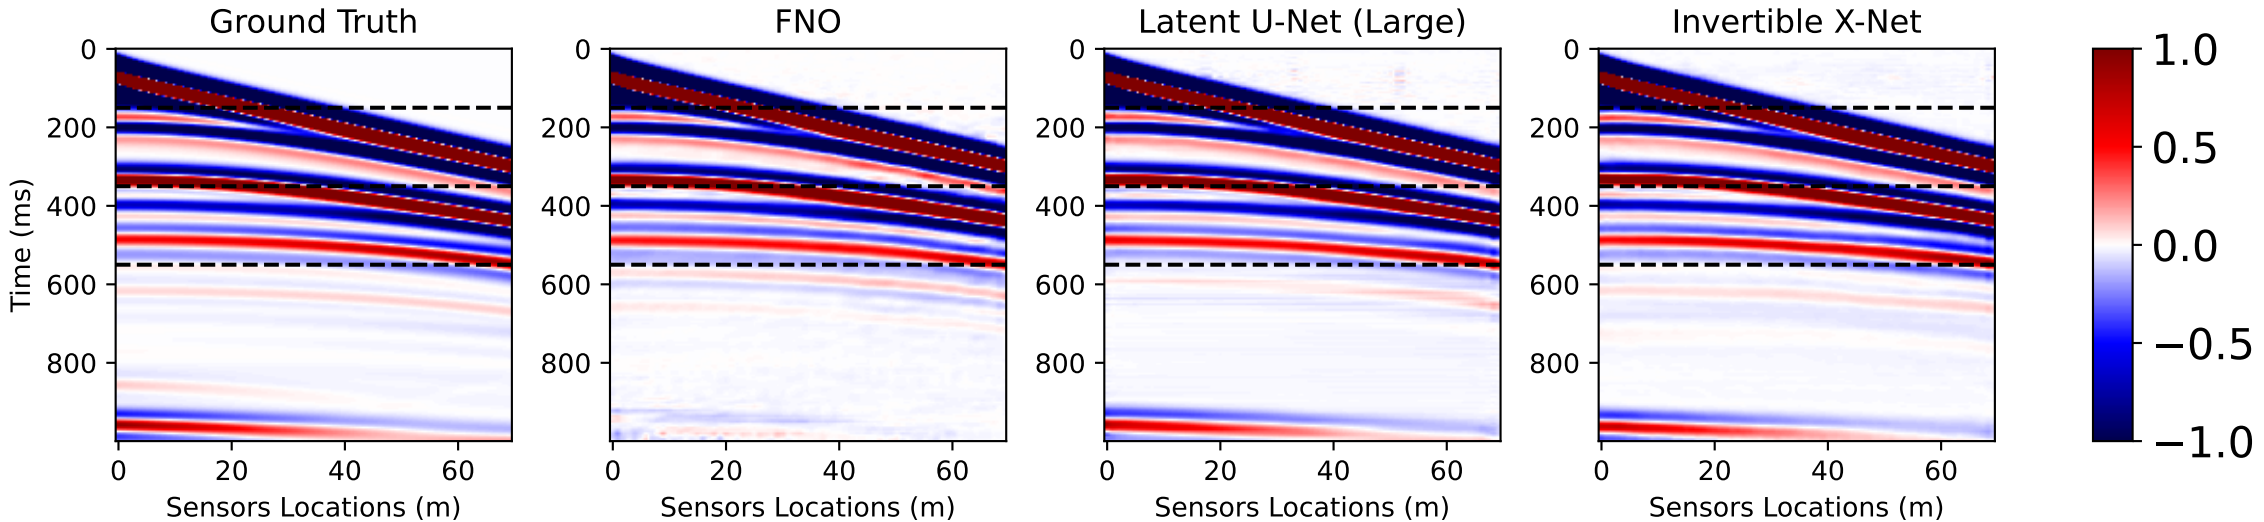 Ground Truth
FNO
Latent U-Net (Large)
Invertible X-Net
0
200
400
600
800
Time (ms)
0 20 40 60
Sensors Locations (m)
0
200
400
600
800
0 20 40 60
Sensors Locations (m)
0
200
400
600
800
0 20 40 60
Sensors Locations (m)
0
200
400
600
800
0 20 40 60
Sensors Locations (m)
1.0
0.5
0.0
−0.5
−1.0